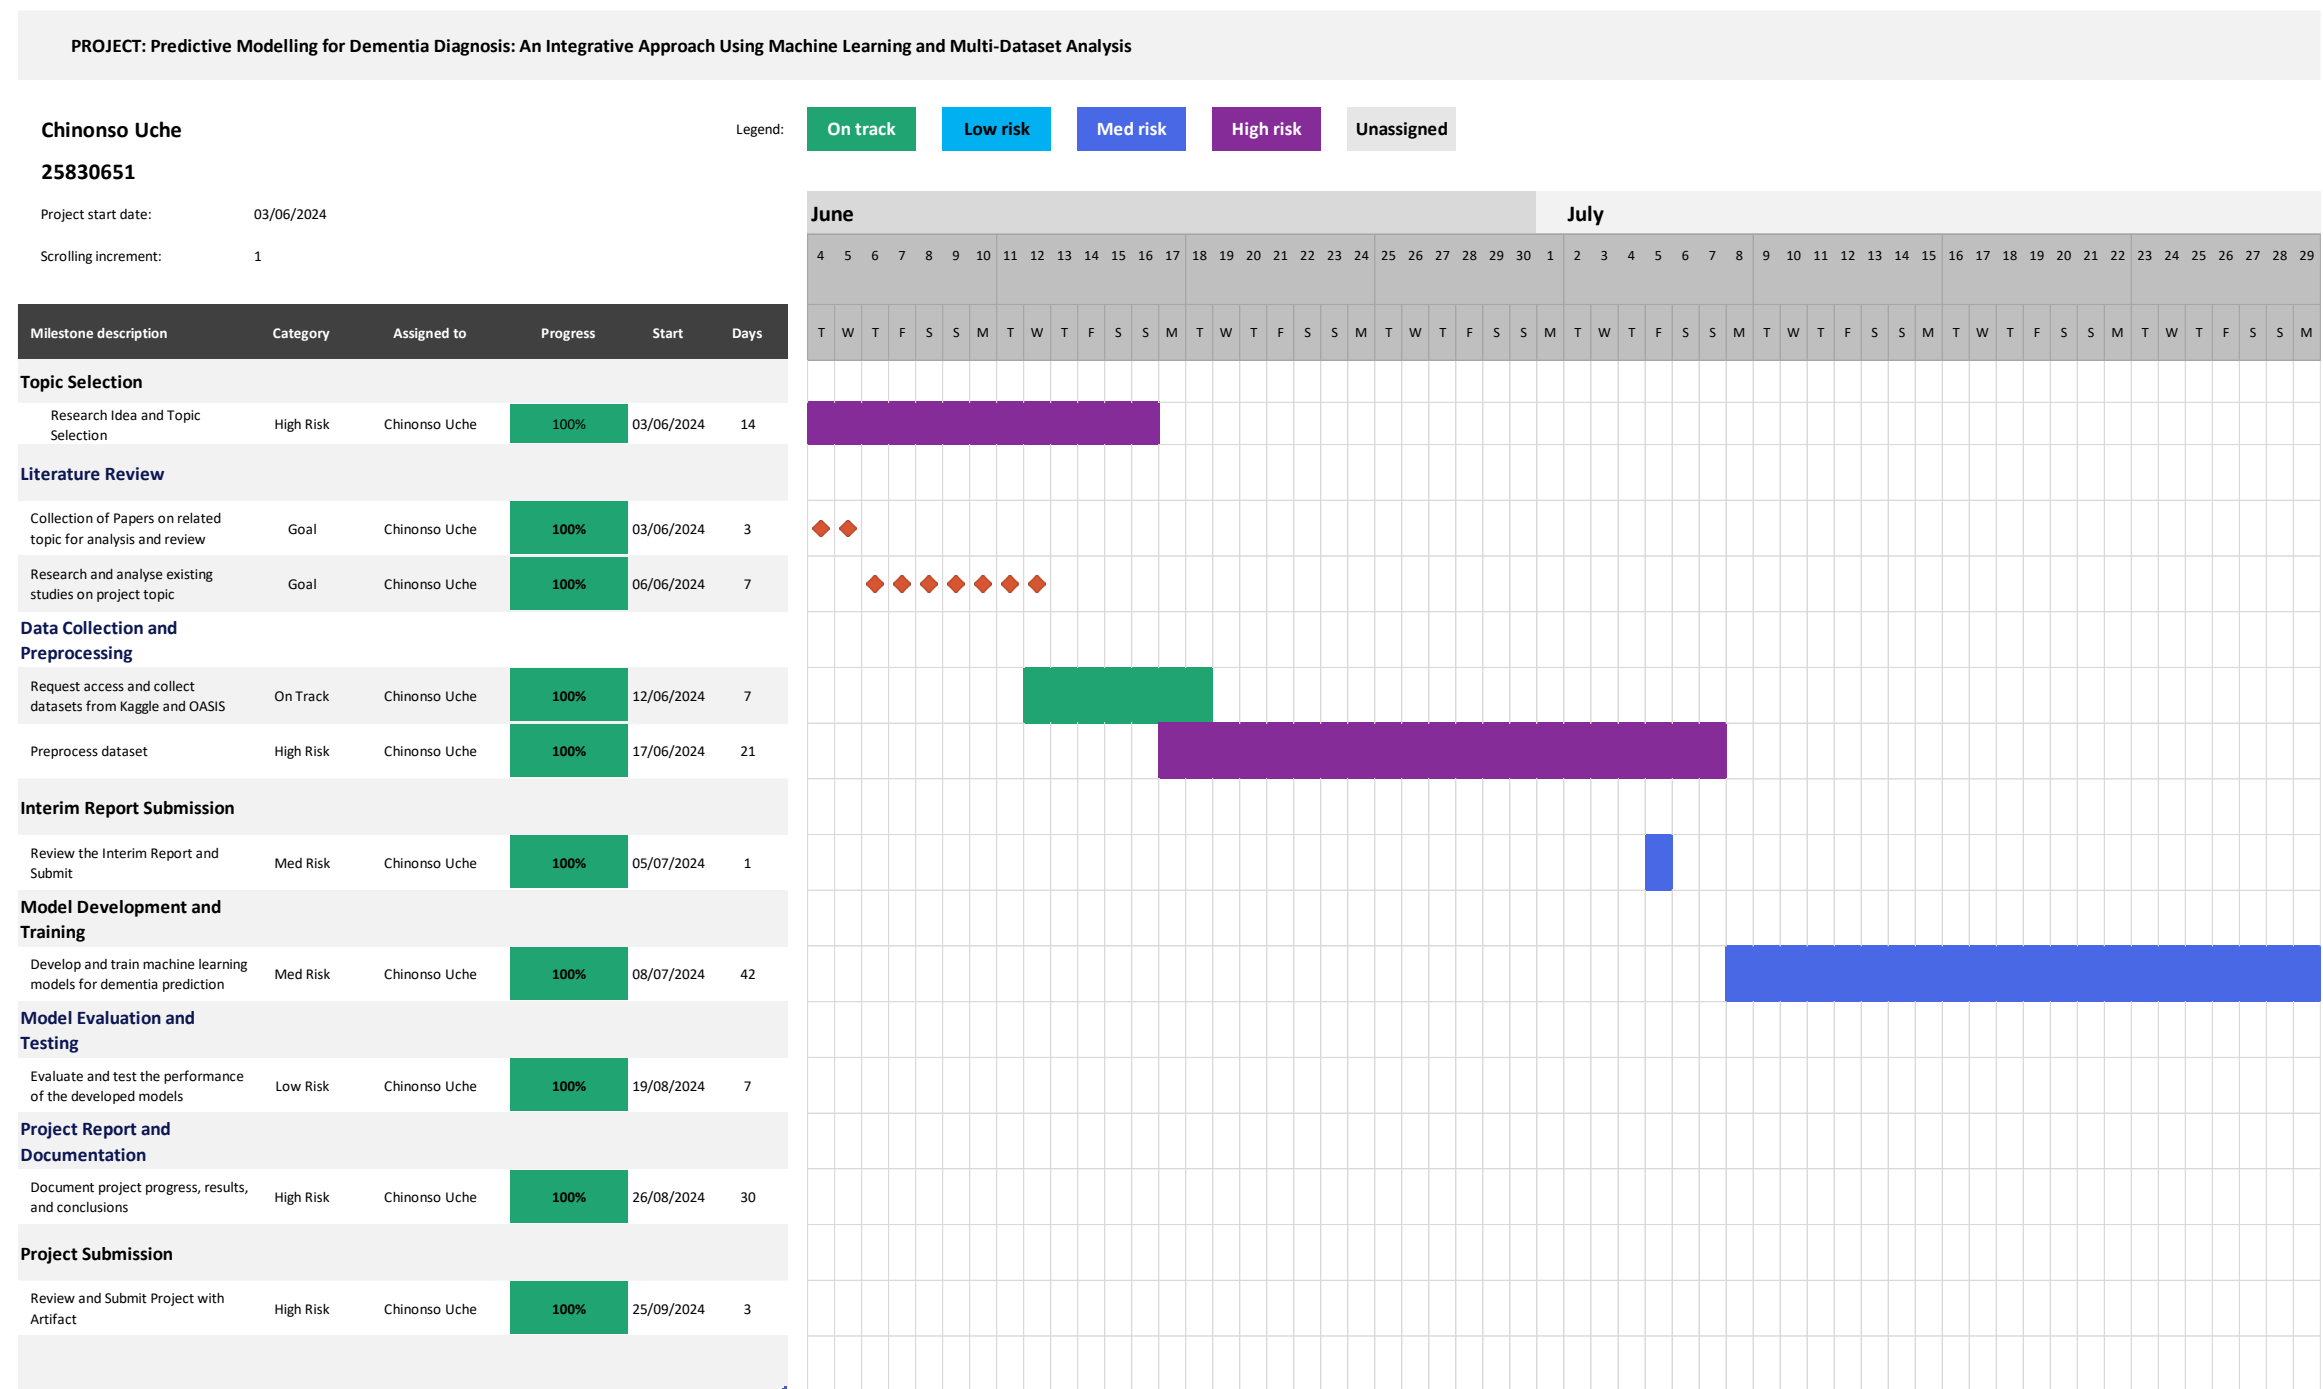 PROJECT: Predictive Modelling for Dementia Diagnosis: An Integrative Approach Using Machine Learning and Multi-Dataset Analysis
Chinonso Uche
Legend:
On track
Low risk
Med risk
High risk
Unassigned
25830651
Project start date: 03/06/2024
June July
Scrolling increment: 1
4 5 6 7 8 9 10 11 12 13 14 15 16 17 18 19 20 21 22 23 24 25 26 27 28 29 30 1 2 3 4 5 6 7 8 9 10 11 12 13 14 15 16 17 18 19 20 21 22 23 24 25 26 27 28 29
Milestone description Category Assigned to Progress Start Days
T W T F S S M T W T F S S M T W T F S S M T W T F S S M T W T F S S M T W T F S S M T W T F S S M T W T F S S M
Topic Selection
Research Idea and Topic
Selection
High Risk Chinonso Uche 100% 03/06/2024 14
Literature Review
Collection of Papers on related
topic for analysis and review
Goal Chinonso Uche 100% 03/06/2024 3
Research and analyse existing
studies on project topic
Goal Chinonso Uche 100% 06/06/2024 7
Data Collection and
Preprocessing
Request access and collect
datasets from Kaggle and OASIS
On Track Chinonso Uche 100% 12/06/2024 7
Preprocess dataset High Risk Chinonso Uche 100% 17/06/2024 21
Interim Report Submission
Review the Interim Report and
Submit
Med Risk Chinonso Uche 100% 05/07/2024 1
Model Development and
Training
Develop and train machine learning
models for dementia prediction
Med Risk Chinonso Uche 100% 08/07/2024 42
Model Evaluation and
Testing
Evaluate and test the performance
of the developed models
Low Risk Chinonso Uche 100% 19/08/2024 7
Project Report and
Documentation
Document project progress, results,
and conclusions
High Risk Chinonso Uche 100% 26/08/2024 30
Project Submission
Review and Submit Project with
Artifact
High Risk Chinonso Uche 100% 25/09/2024 3